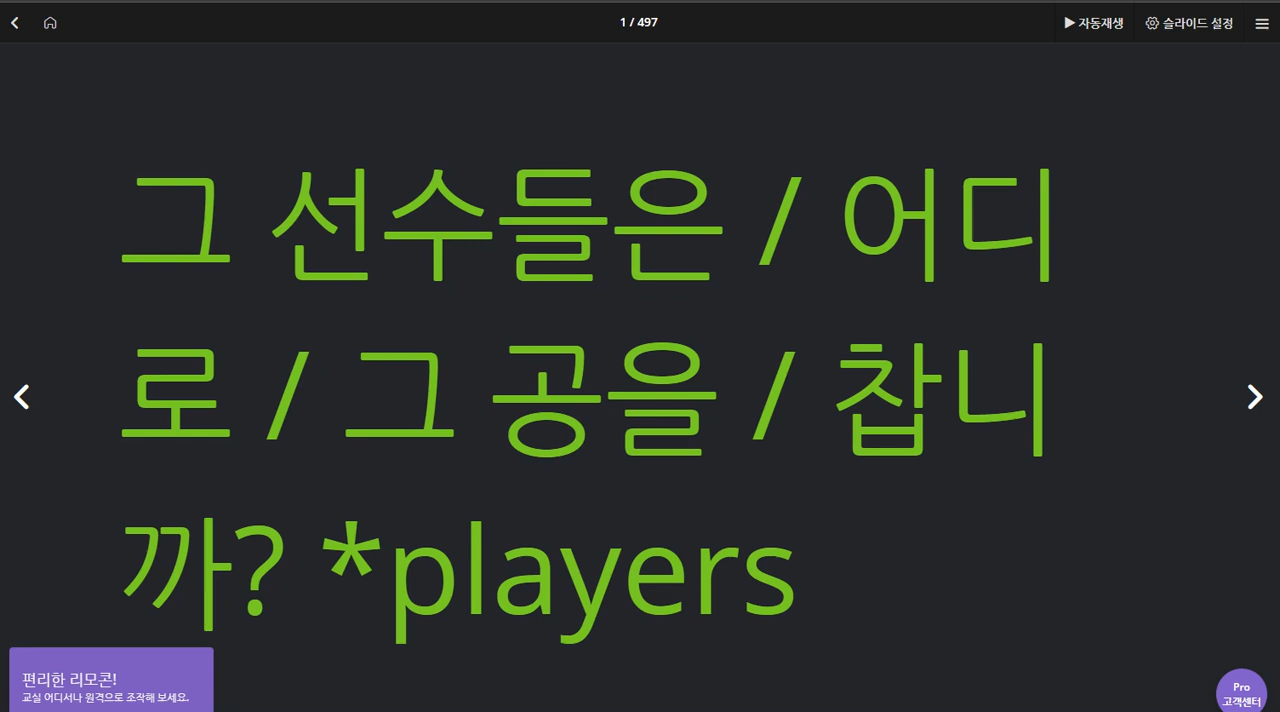 1 / 497
▶ 자동재생
슬라이드 설정
그 선수들은 / 어디
로 / 그 공을 / 찹니
까? *players
편리한 리모콘!
교실 어디서나 원격으로 조작해 보세요.
Pro
고객센터